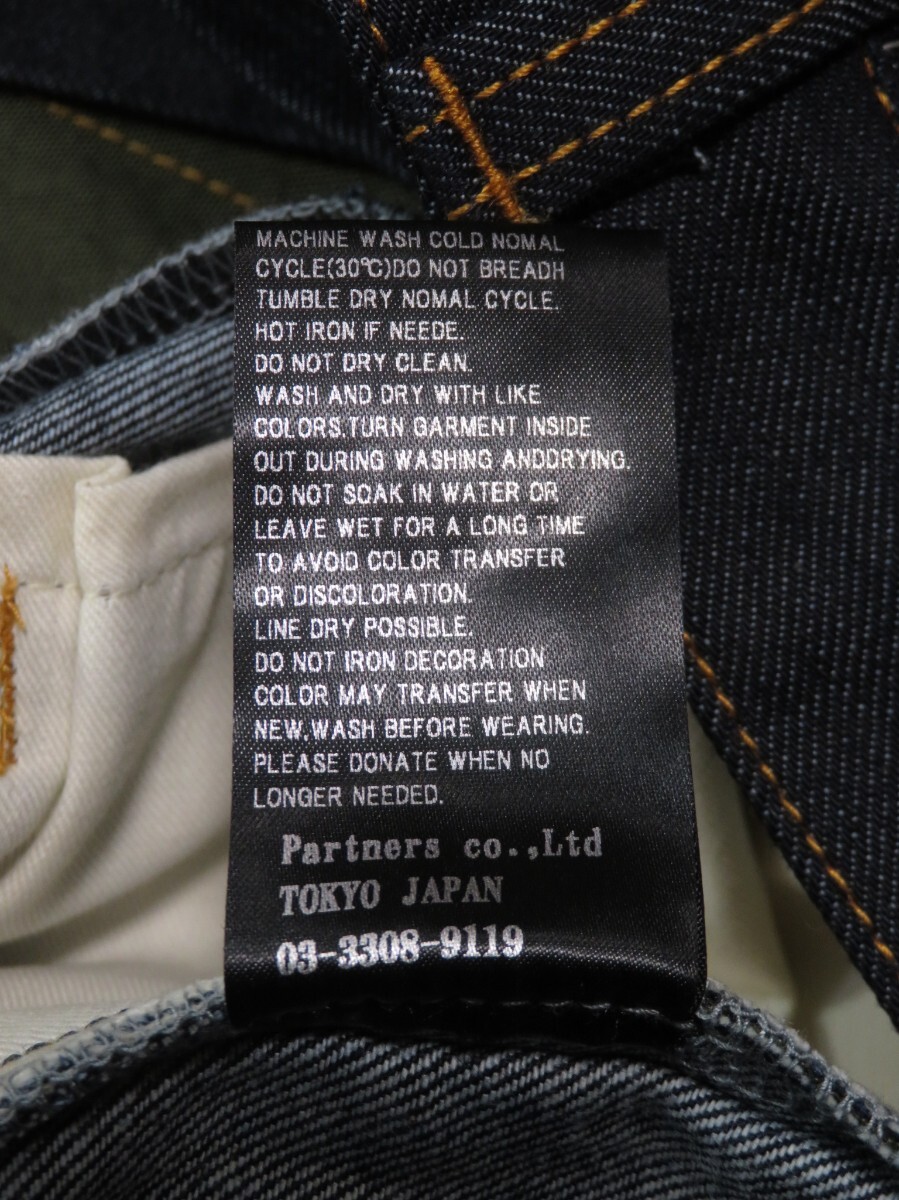 MACHINE WASH COLD NOMAL
CYCLE(30℃)DO NOT BREADH
TUMBLE DRY NOMAL CYCLE.
HOT IRON IF NEEDE.
DO NOT DRY CLEAN.
WASH AND DRY WITH LIKE
COLORS.TURN GARMENT INSIDE
OUT DURING WASHING ANDDRYING.
DO NOT SOAK IN WATER OR
LEAVE WET FOR A LONG TIME
TO AVOID COLOR TRANSFER
OR DISCOLORATION.
LINE DRY POSSIBLE.
DO NOT IRON DECORATION
COLOR MAY TRANSFER WHEN
NEW.WASH BEFORE WEARING.
PLEASE DONATE WHEN NO
LONGER NEEDED.
Partners co.,Ltd
TOKYO JAPAN
03-3308-9119